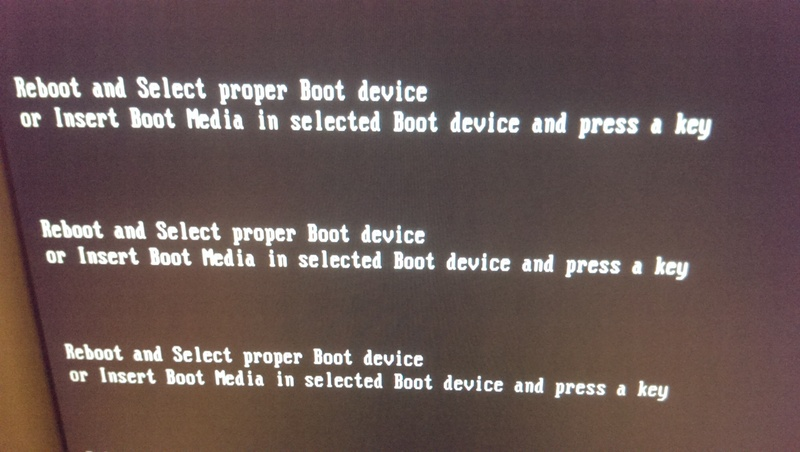 Reboot and Select proper Boot device
or Insert Boot Media in selected Boot device and press a key
Reboot and Select proper Boot device
or Insert Boot Media in selected Boot device and press a key
Reboot and Select proper Boot device
or Insert Boot Media in selected Boot device and press a key